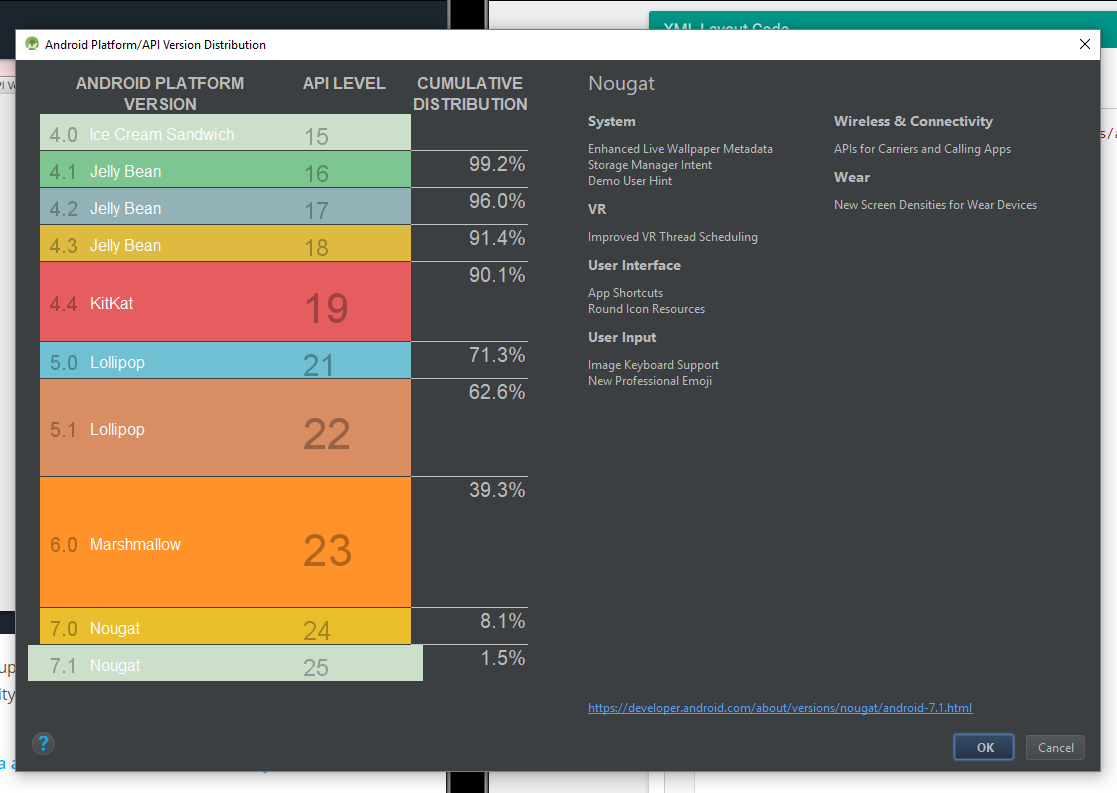 XML Layout Code
Android Platform/API Version Distribution
ANDROID PLATFORM VERSION
API LEVEL
CUMULATIVE DISTRIBUTION
4.0 Ice Cream Sandwich 15
99.2%
4.1 Jelly Bean 16
96.0%
4.2 Jelly Bean 17
91.4%
4.3 Jelly Bean 18
90.1%
4.4 KitKat 19
71.3%
5.0 Lollipop 21
62.6%
5.1 Lollipop 22
39.3%
6.0 Marshmallow 23
8.1%
7.0 Nougat 24
1.5%
7.1 Nougat 25
Nougat
System
Enhanced Live Wallpaper Metadata
Storage Manager Intent
Demo User Hint
VR
Improved VR Thread Scheduling
User Interface
App Shortcuts
Round Icon Resources
User Input
Image Keyboard Support
New Professional Emoji
Wireless & Connectivity
APIs for Carriers and Calling Apps
Wear
New Screen Densities for Wear Devices
https://developer.android.com/about/versions/nougat/android-7.1.html
?
OK
Cancel